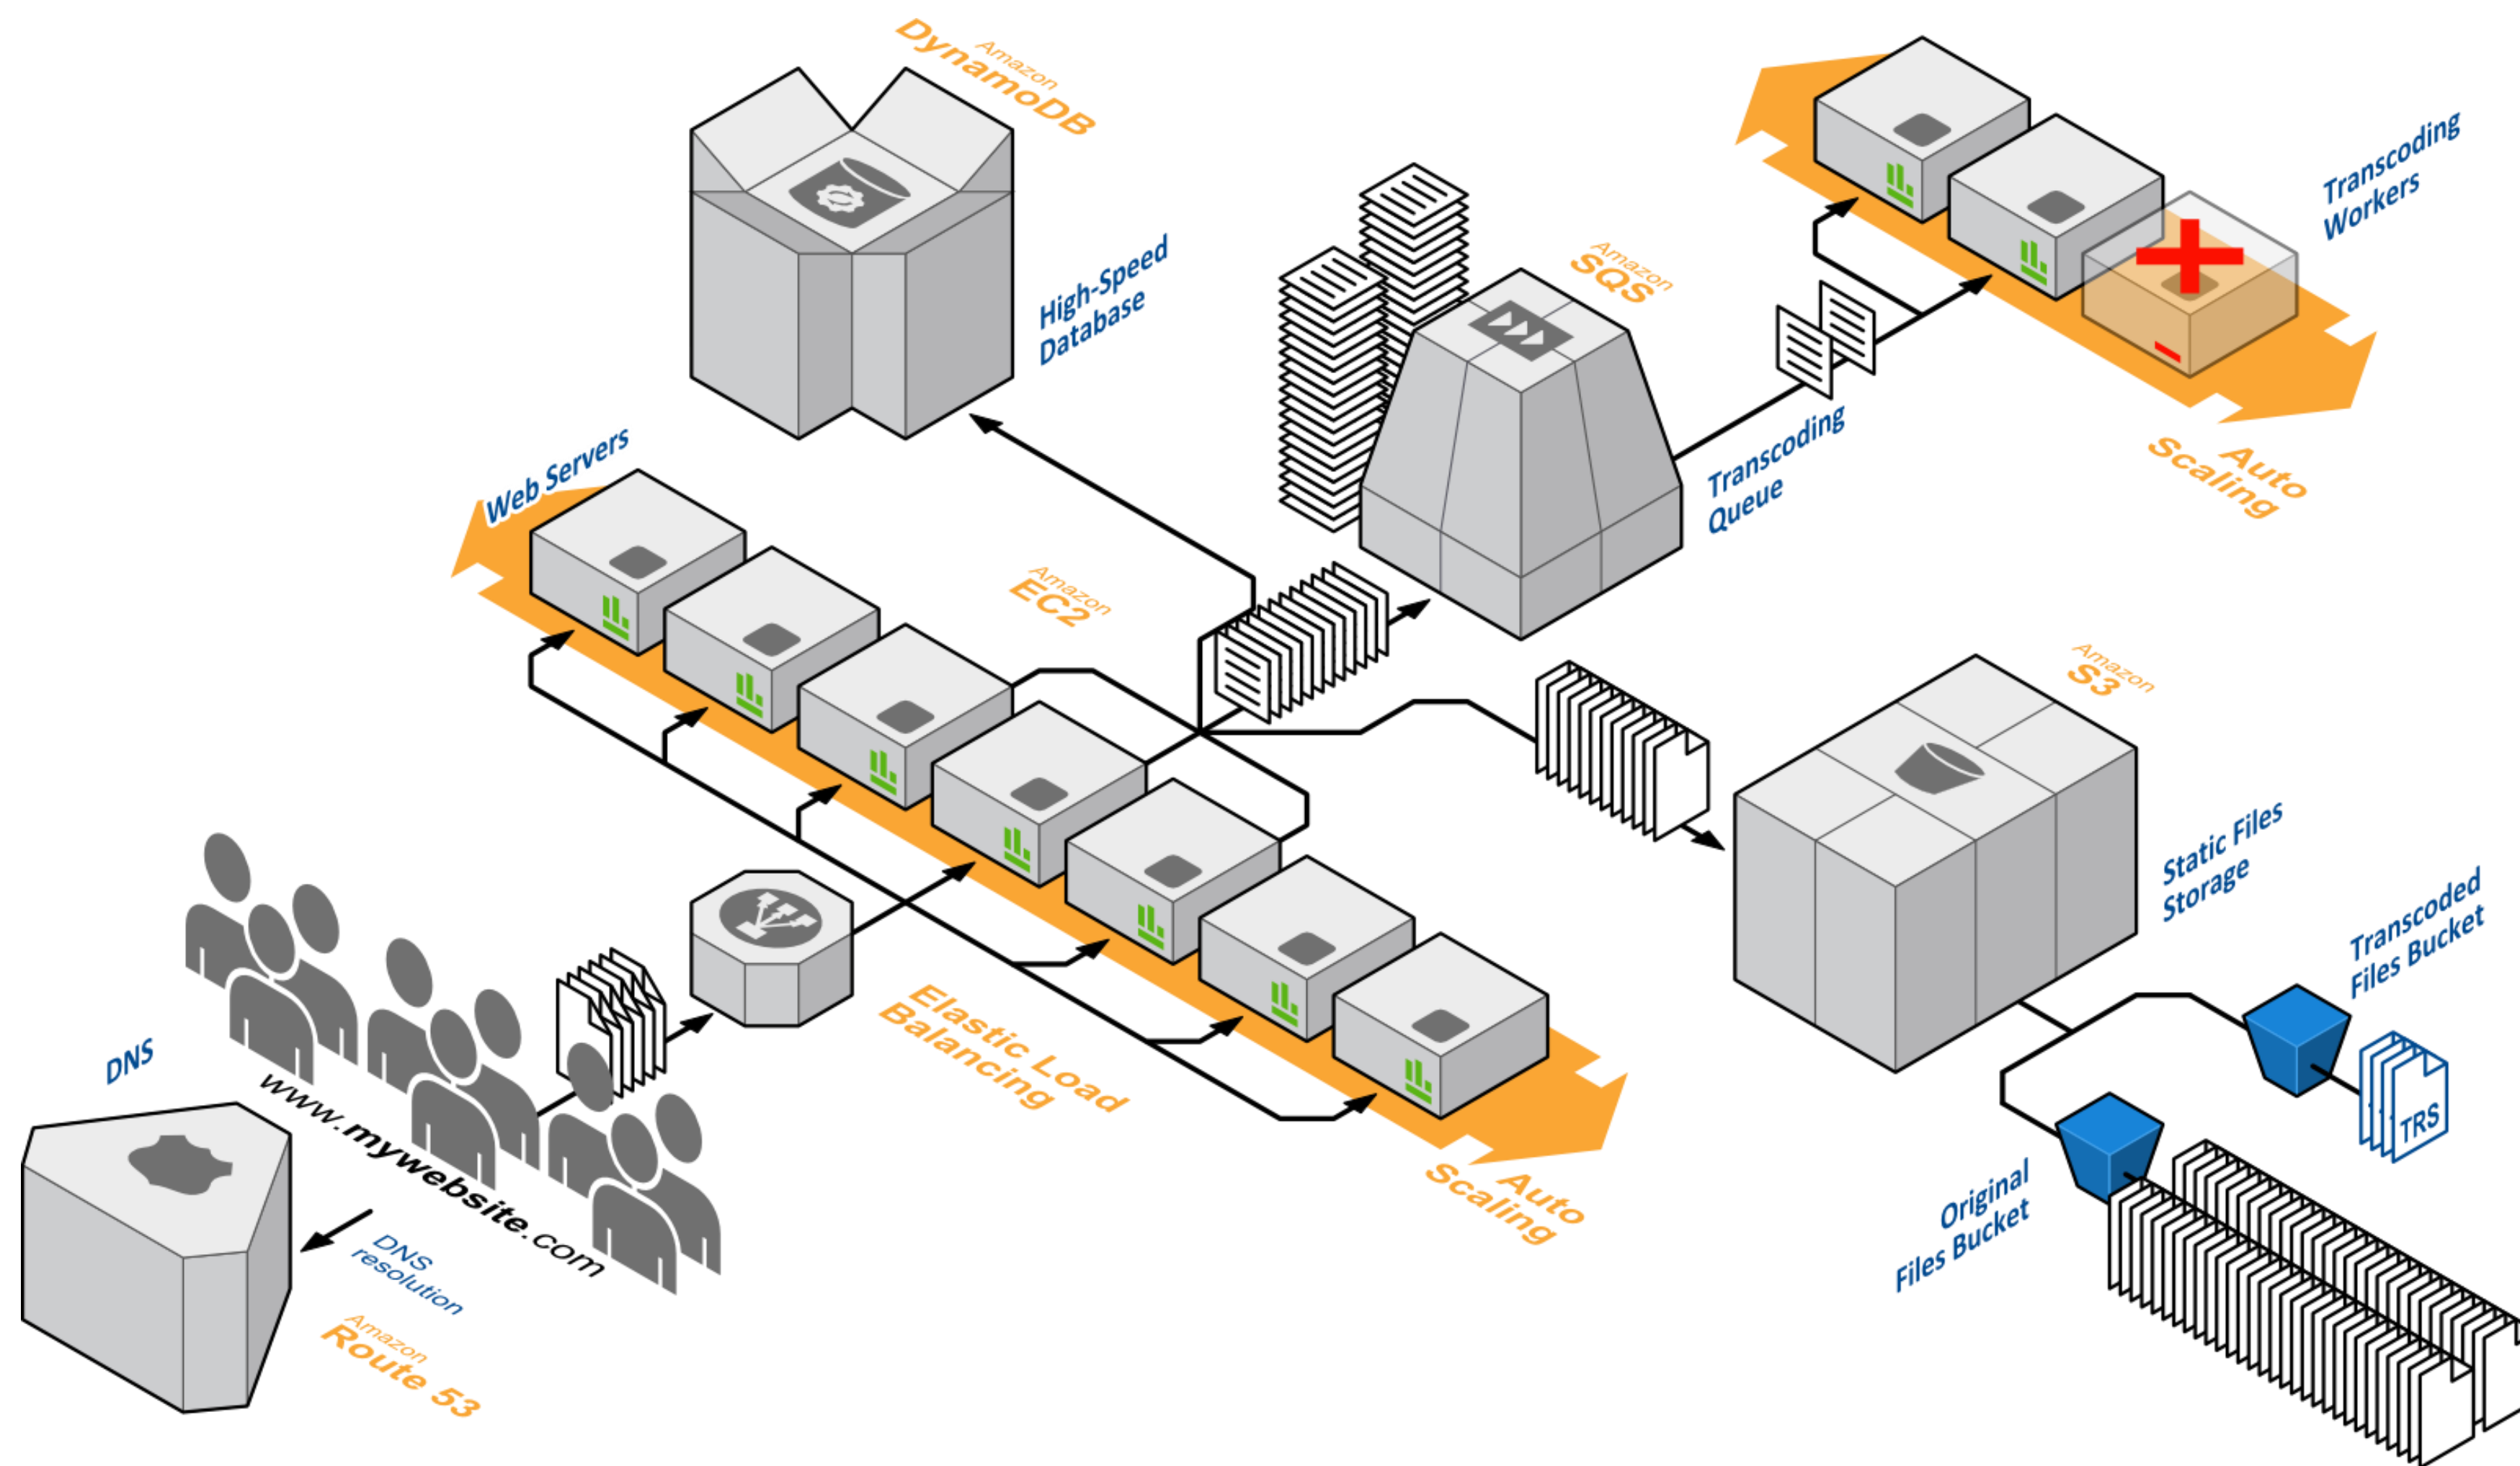 Amazon
DynamoDB
High-Speed
Database
Amazon
SQS
Transcoding
Queue
Transcoding
Workers
Auto
Scaling
Web Servers
Amazon
EC2
Amazon
S3
Static Files
Storage
Transcoded
Files Bucket
TRS
Original
Files Bucket
Elastic Load
Balancing
Auto
Scaling
DNS
www.mywebsite.com
DNS
resolution
Amazon
Route 53